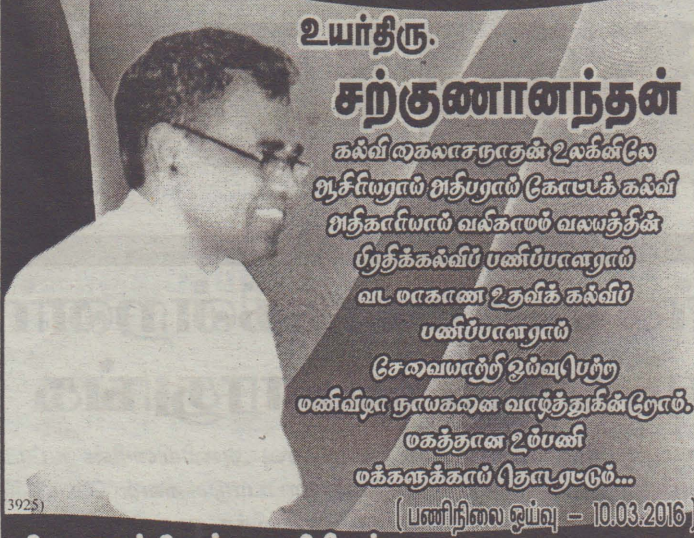 உயர்திரு.
சற்குணானந்தன்
கல்வி கைலாசநாதன் உலகினிலே
ஆசிரியராய் அதிபராய் கோட்டக் கல்வி
அதிகாரியாய் வலிகாமம் வலயத்தின்
பிரதிக்கல்விப் பணிப்பாளராய்
வட மாகாண உதவிக் கல்விப்
பணிப்பாளராய்
சேவையாற்றி ஓய்வுபெற்ற
மணிவிழா நாயகனை வாழ்த்துகின்றோம்.
மகத்தான உம்பணி
மக்களுக்காய் தொடரட்டும்...
(3925)
( பணிநிலை ஓய்வு - 10.03.2016 )